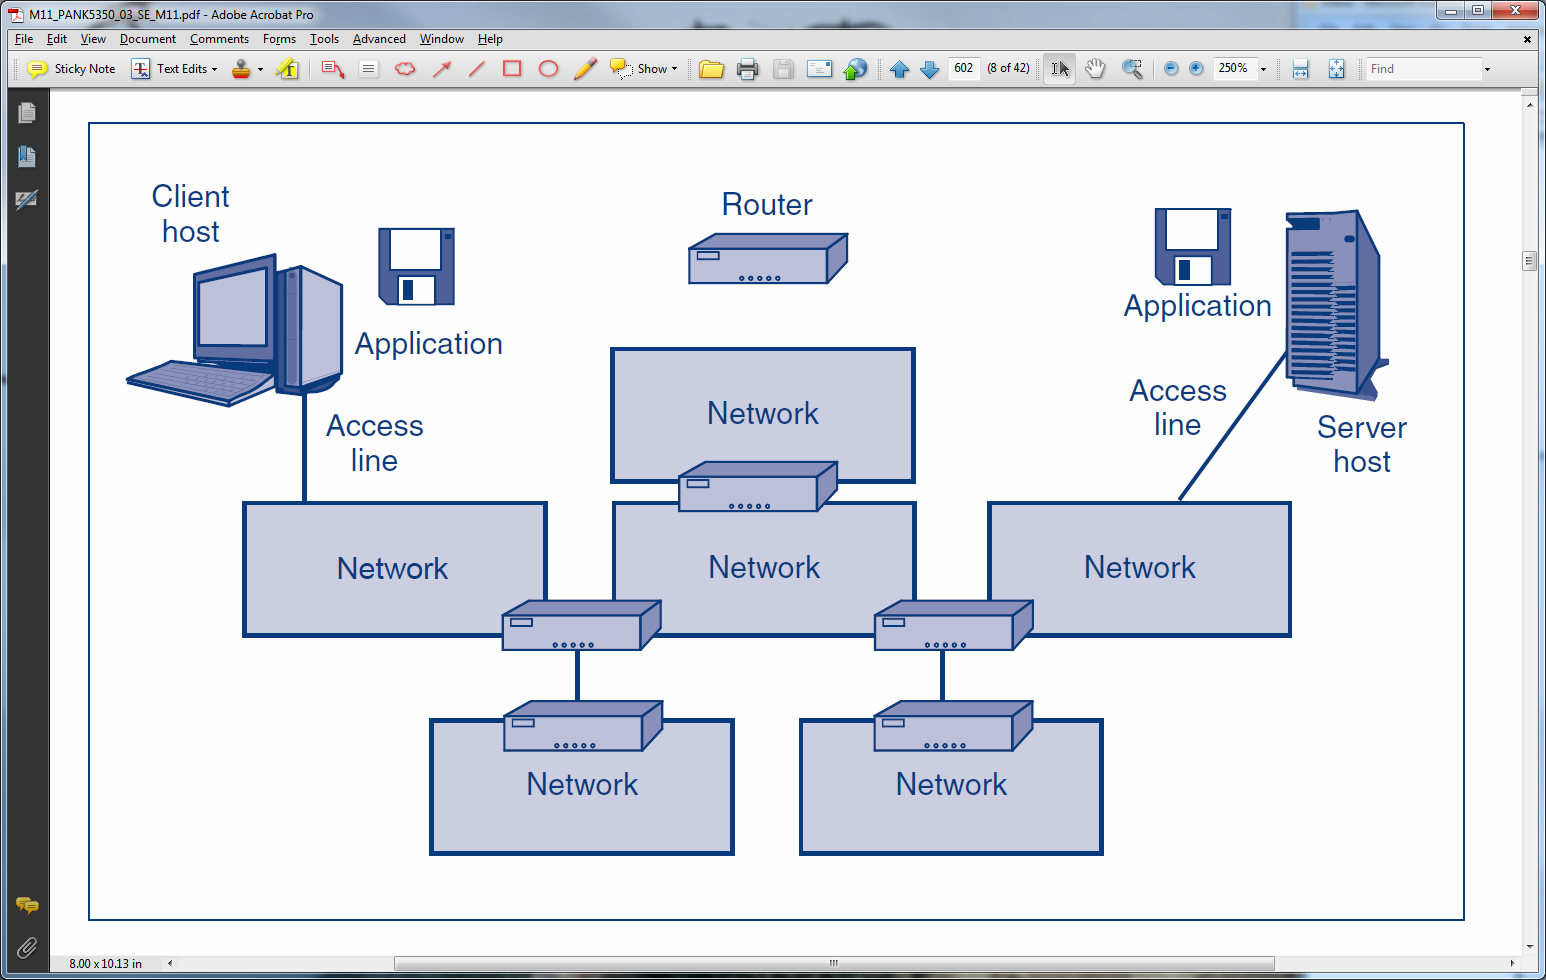 M11_PANK5350_03_SE_M11.pdf - Adobe Acrobat Pro
File Edit View Document Comments Forms Tools Advanced Window Help
Sticky Note Text Edits Show 602 (8 of 42) 250% Find
Client
host
Router
Application
Application
Access
line
Access
line
Server
host
Network
Network
Network
Network
Network
Network
8.00 x 10.13 in